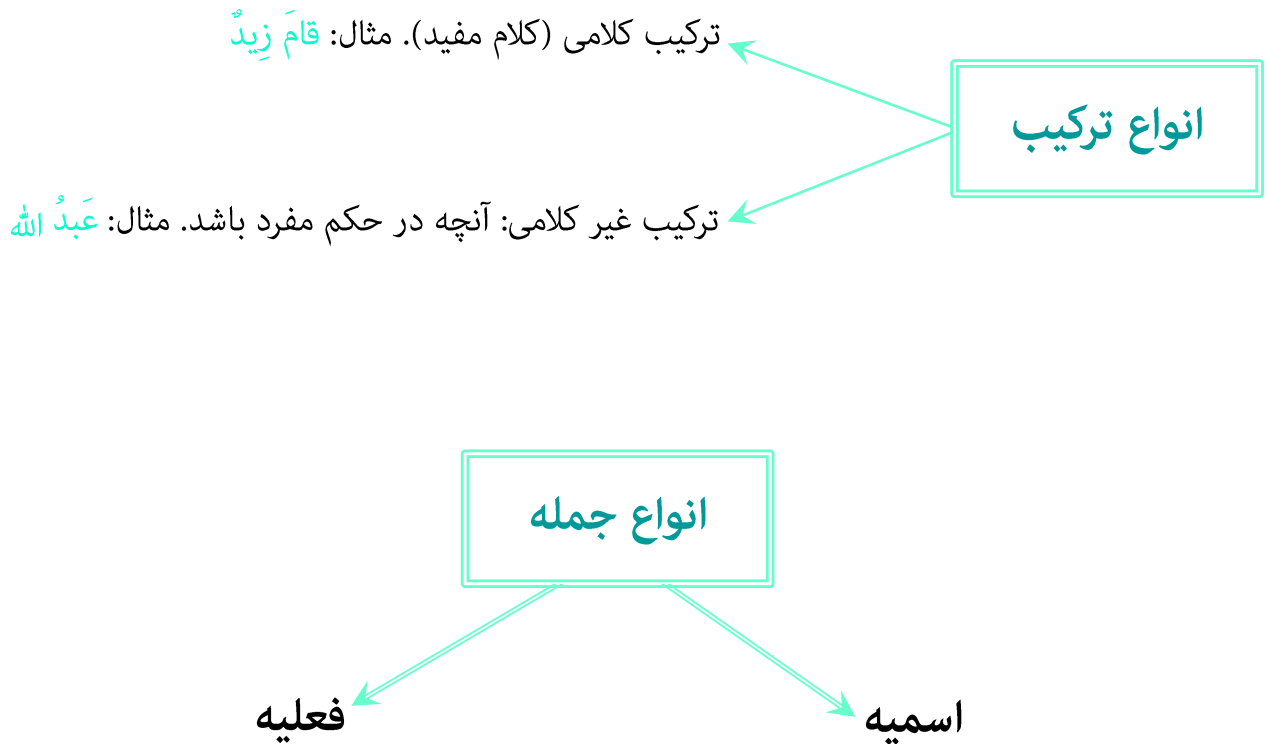 انواع ترکیب
ترکیب کلامی (کلام مفید). مثال: قامَ زِیدٌ
ترکیب غیر کلامی: آنچه در حکم مفرد باشد. مثال: عَبدُ الله
انواع جمله
اسمیه
فعلیه